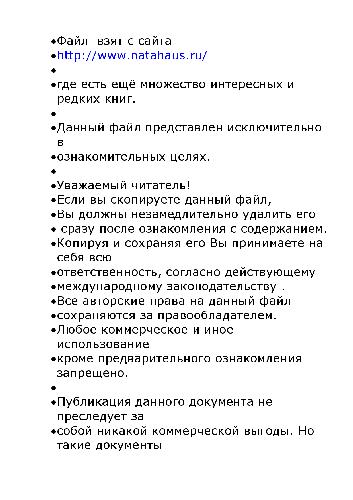 •Файл взят с сайта
•http://www.natahaus.ru/
•
•где есть ещё множество интересных и
редких книг.
•
•Данный файл представлен исключительно
в
•ознакомительных целях.
•
•Уважаемый читатель!
•Если вы скопируете данный файл,
•Вы должны незамедлительно удалить его
• сразу после ознакомления с содержанием.
•Копируя и сохраняя его Вы принимаете на
себя всю
•ответственность, согласно действующему
•международному законодательству .
•Все авторские права на данный файл
•сохраняются за правообладателем.
•Любое коммерческое и иное
использование
•кроме предварительного ознакомления
запрещено.
•
•Публикация данного документа не
преследует за
•собой никакой коммерческой выгоды. Но
такие документы